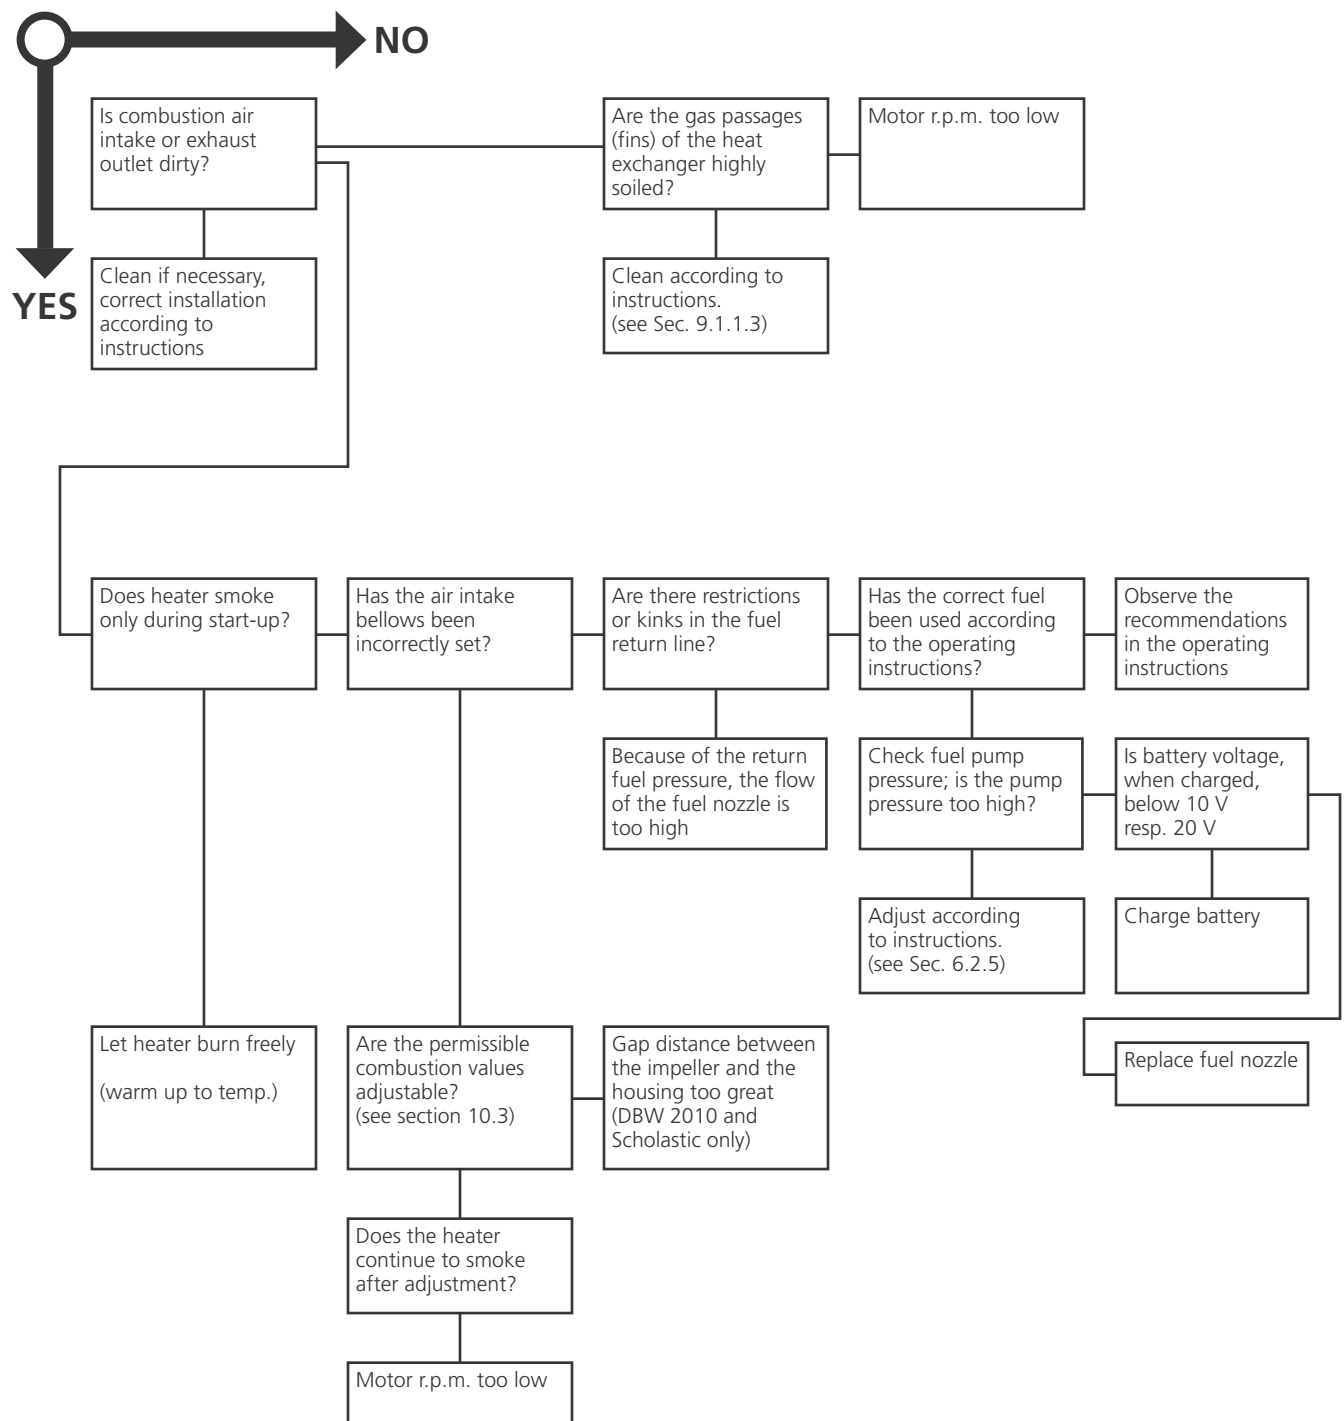 NO
YES
Is combustion air
intake or exhaust
outlet dirty?
Are the gas passages
(fins) of the heat
exchanger highly
soiled?
Motor r.p.m. too low
Clean if necessary,
correct installation
according to
instructions
Clean according to
instructions.
(see Sec. 9.1.1.3)
Does heater smoke
only during start-up?
Has the air intake
bellows been
incorrectly set?
Are there restrictions
or kinks in the fuel
return line?
Has the correct fuel
been used according
to the operating
instructions?
Observe the
recommendations
in the operating
instructions
Because of the return
fuel pressure, the flow
of the fuel nozzle is
too high
Check fuel pump
pressure; is the pump
pressure too high?
Is battery voltage,
when charged,
below 10 V
resp. 20 V
Adjust according
to instructions.
(see Sec. 6.2.5)
Charge battery
Let heater burn freely
(warm up to temp.)
Are the permissible
combustion values
adjustable?
(see section 10.3)
Gap distance between
the impeller and the
housing too great
(DBW 2010 and
Scholastic only)
Replace fuel nozzle
Does the heater
continue to smoke
after adjustment?
Motor r.p.m. too low